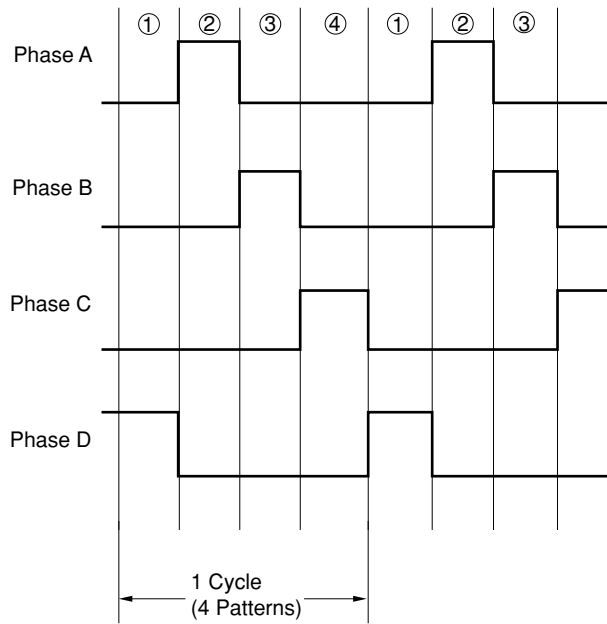 ① ② ③ ④ ① ② ③
Phase A
Phase B
Phase C
Phase D
1 Cycle
(4 Patterns)